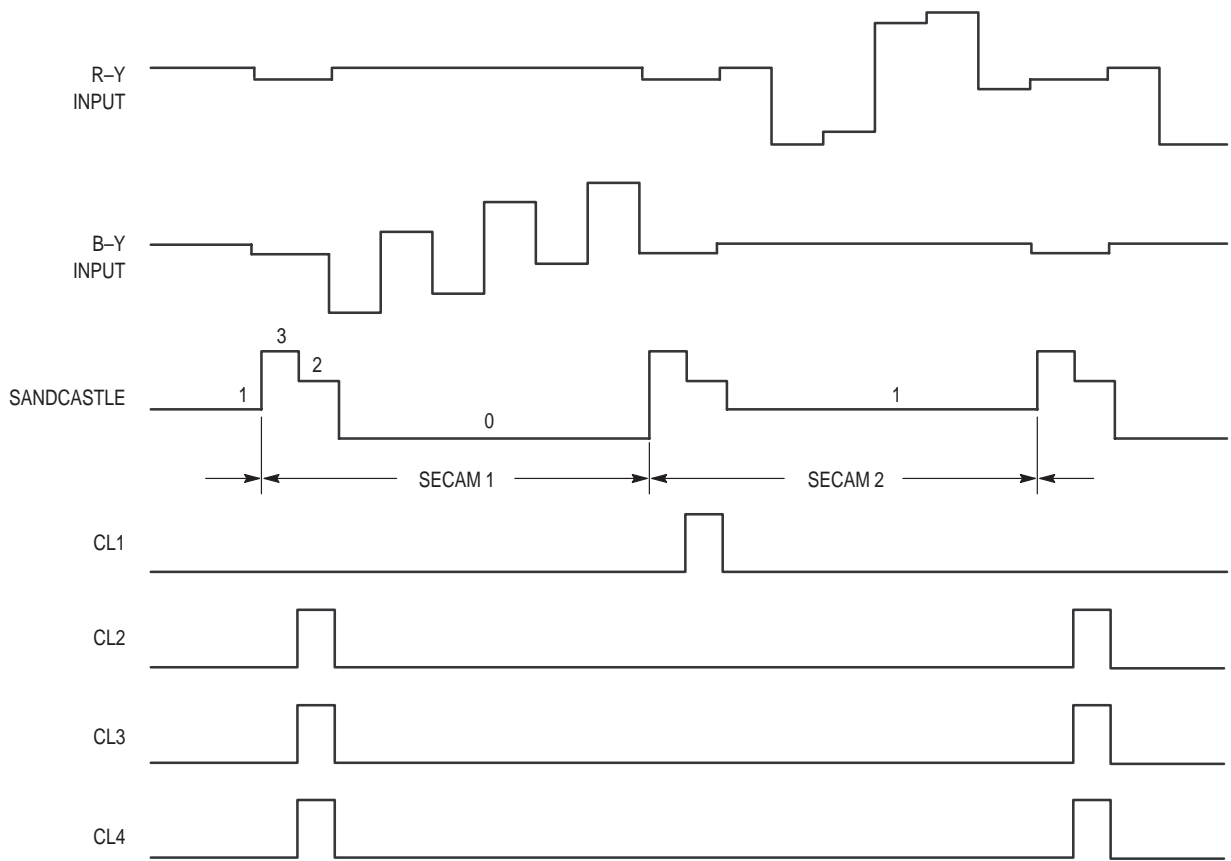 R–Y
INPUT
B–Y
INPUT
3
2
SANDCASTLE
1
0
1
SECAM 1
SECAM 2
CL1
CL2
CL3
CL4